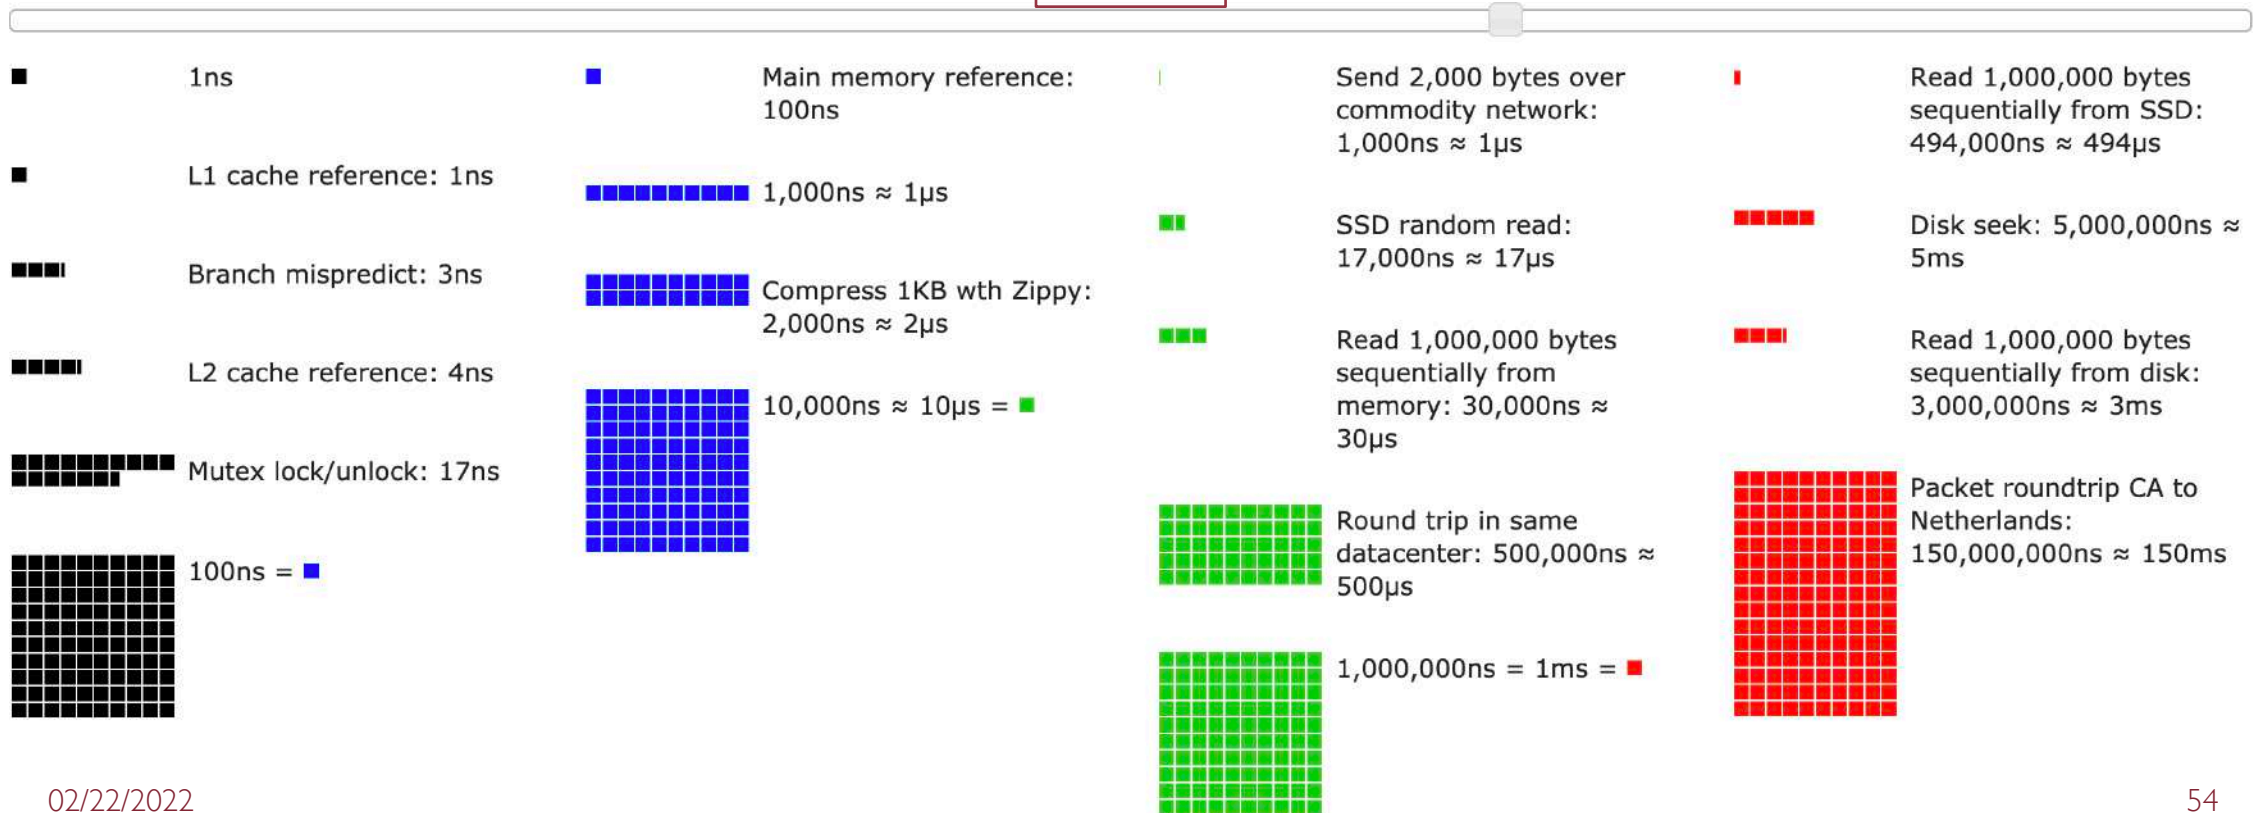 1ns
L1 cache reference: 1ns
Branch mispredict: 3ns
L2 cache reference: 4ns
Mutex lock/unlock: 17ns
100ns =
Main memory reference:
100ns
1,000ns ≈ 1μs
Compress 1KB wth Zippy:
2,000ns ≈ 2μs
10,000ns ≈ 10μs =
Send 2,000 bytes over
commodity network:
1,000ns ≈ 1μs
SSD random read:
17,000ns ≈ 17μs
Read 1,000,000 bytes
sequentially from
memory: 30,000ns ≈
30μs
Round trip in same
datacenter: 500,000ns ≈
500μs
1,000,000ns = 1ms =
Read 1,000,000 bytes
sequentially from SSD:
494,000ns ≈ 494μs
Disk seek: 5,000,000ns ≈
5ms
Read 1,000,000 bytes
sequentially from disk:
3,000,000ns ≈ 3ms
Packet roundtrip CA to
Netherlands:
150,000,000ns ≈ 150ms
02/22/2022
54